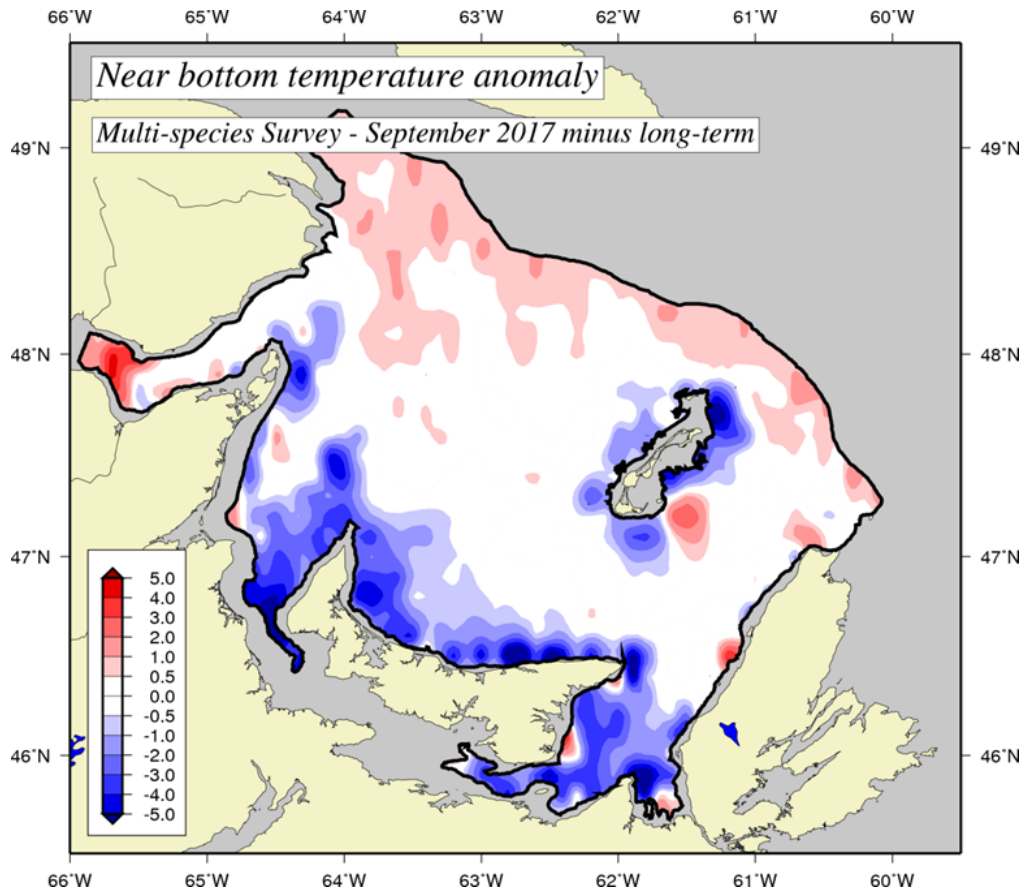 66˚W 65˚W 64˚W 63˚W 62˚W 61˚W 60˚W
Near bottom temperature anomaly
Multi-species Survey - September 2017 minus long-term
49˚N 49˚N
48˚N 48˚N
47˚N 47˚N
5.0
4.0
3.0
2.0
1.0
0.5
0.0
-0.5
-1.0
-2.0
-3.0
-4.0
-5.0
46˚N 46˚N
66˚W 65˚W 64˚W 63˚W 62˚W 61˚W 60˚W